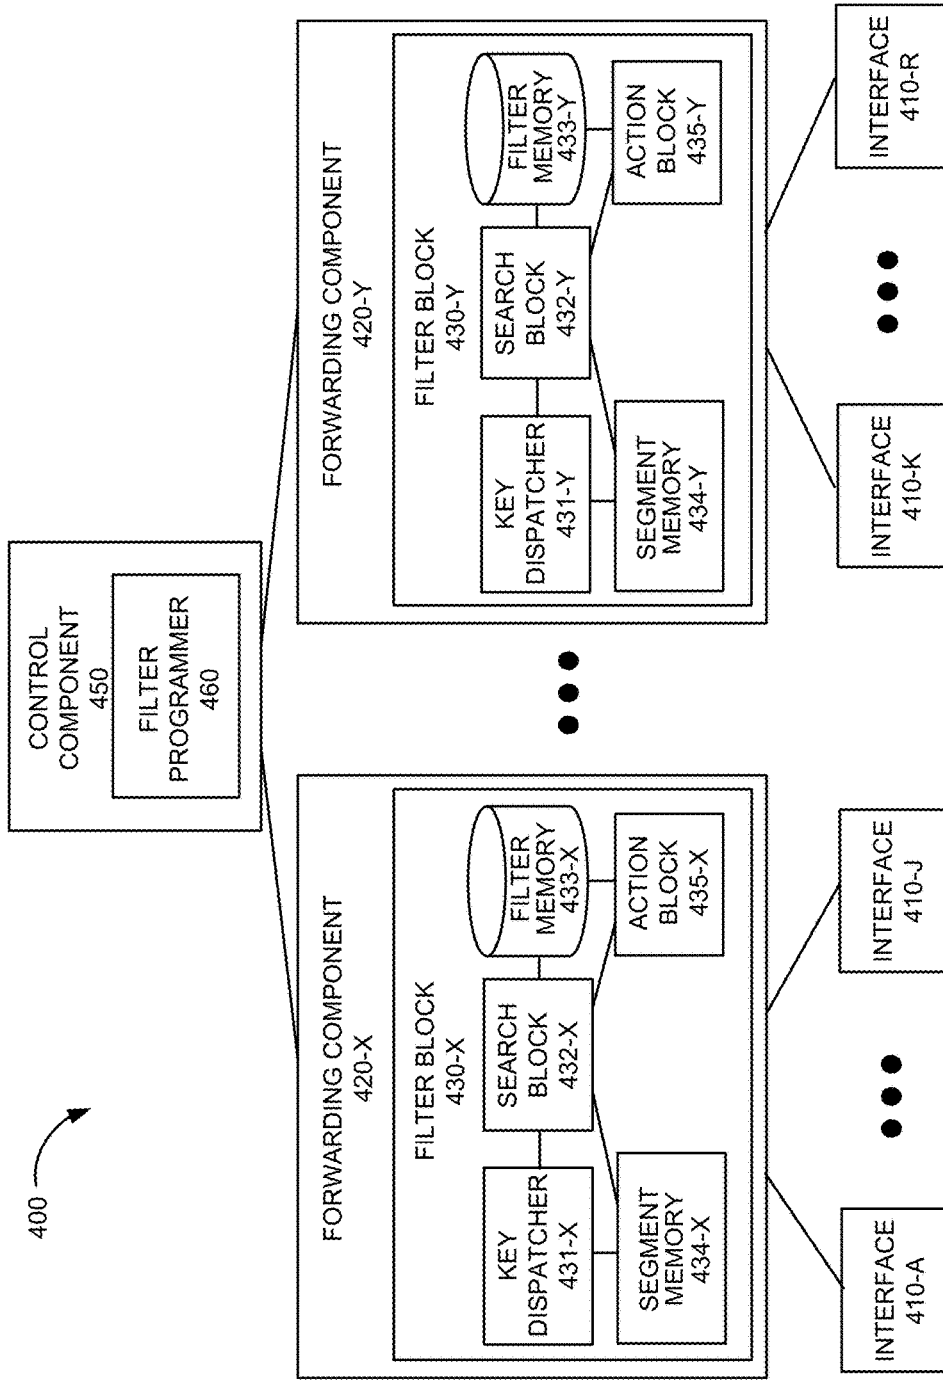 400
CONTROL
COMPONENT
450
FILTER
PROGRAMMER
460
FORWARDING COMPONENT
420-X
FILTER BLOCK
430-X
KEY
DISPATCHER
431-X
SEARCH
BLOCK
432-X
FILTER
MEMORY
433-X
SEGMENT
MEMORY
434-X
ACTION
BLOCK
435-X
FORWARDING COMPONENT
420-Y
FILTER BLOCK
430-Y
KEY
DISPATCHER
431-Y
SEARCH
BLOCK
432-Y
FILTER
MEMORY
433-Y
SEGMENT
MEMORY
434-Y
ACTION
BLOCK
435-Y
INTERFACE
410-A
INTERFACE
410-J
INTERFACE
410-K
INTERFACE
410-R